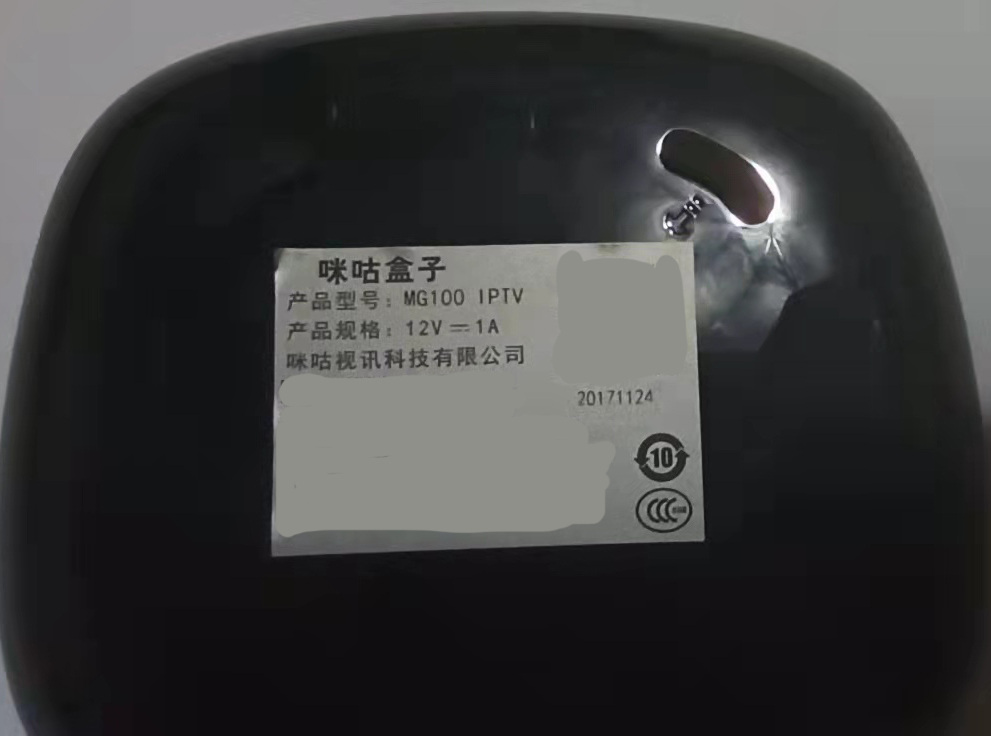 咪咕盒子
产品型号：MG100 IPTV
产品规格：12V⎓1A
咪咕视讯科技有限公司
20171124
10
CCC